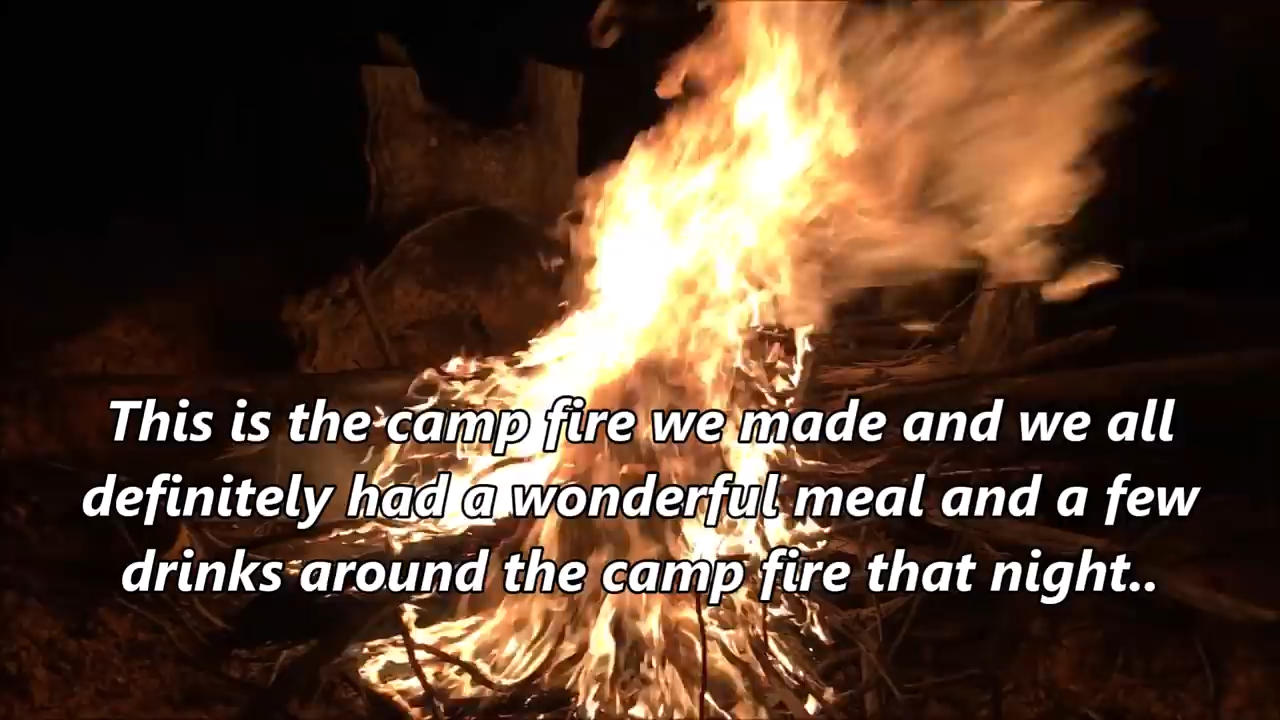 This is the camp fire we made and we all
definitely had a wonderful meal and a few
drinks around the camp fire that night..